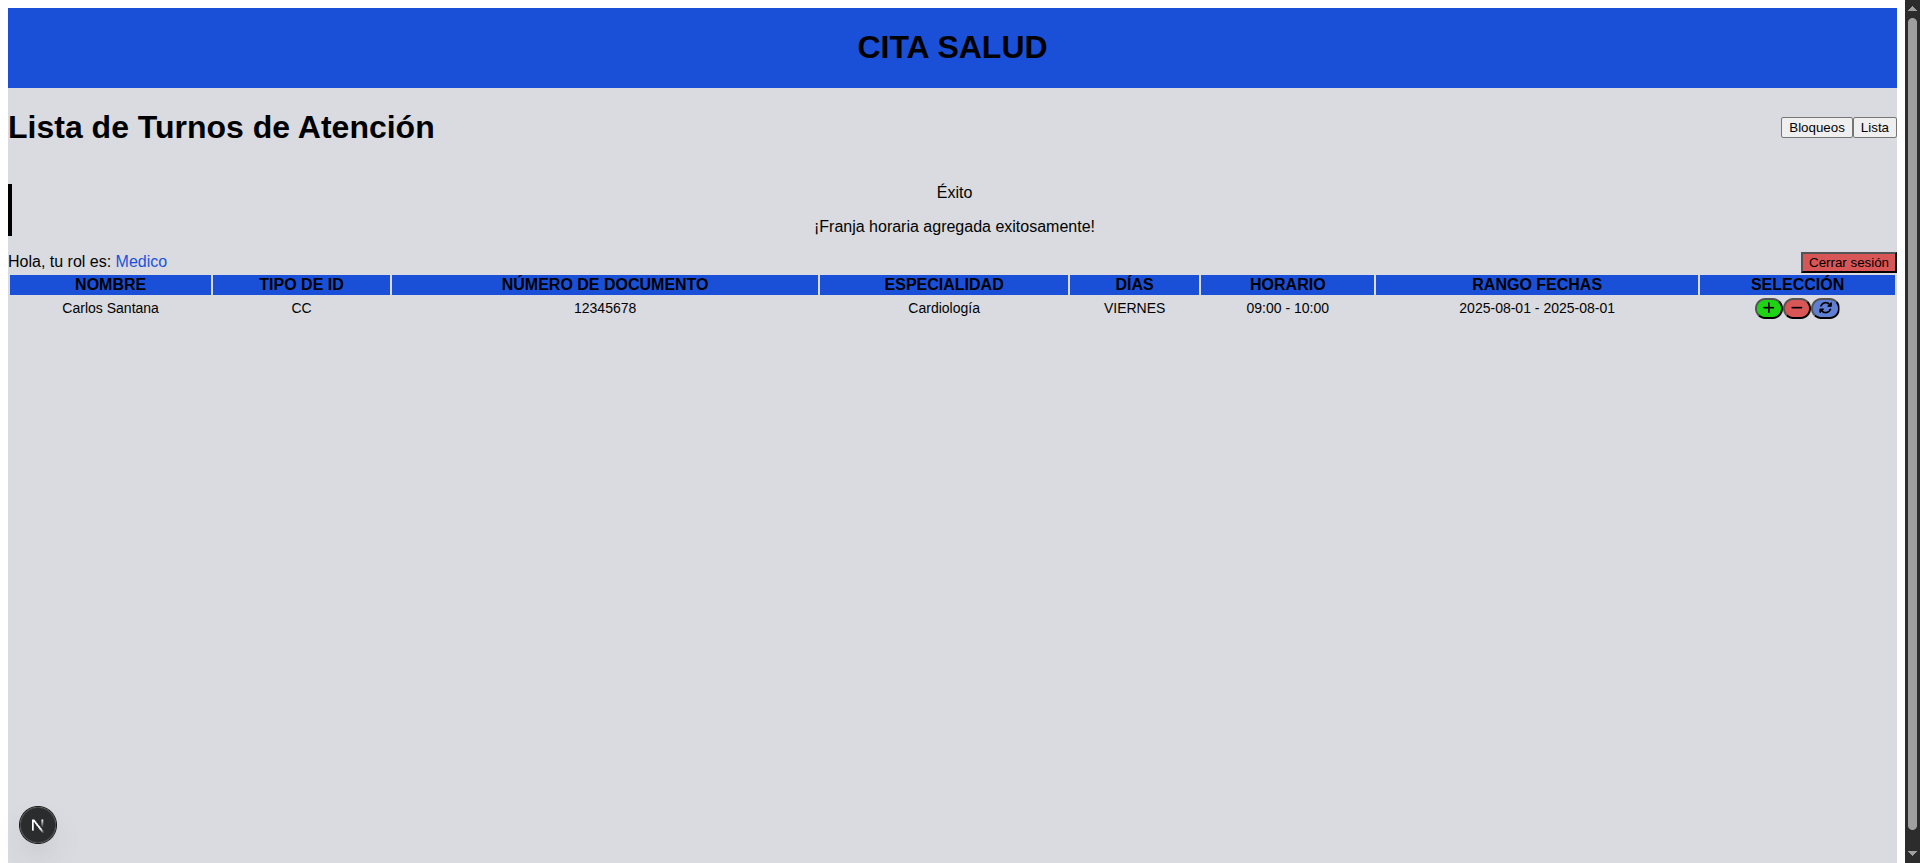 CITA SALUD
Lista de Turnos de Atención
Bloqueos Lista
Éxito
¡Franja horaria agregada exitosamente!
Hola, tu rol es: Medico
Cerrar sesión
NOMBRE TIPO DE ID NÚMERO DE DOCUMENTO ESPECIALIDAD DÍAS HORARIO RANGO FECHAS SELECCIÓN
Carlos Santana CC 12345678 Cardiología VIERNES 09:00 - 10:00 2025-08-01 - 2025-08-01
N